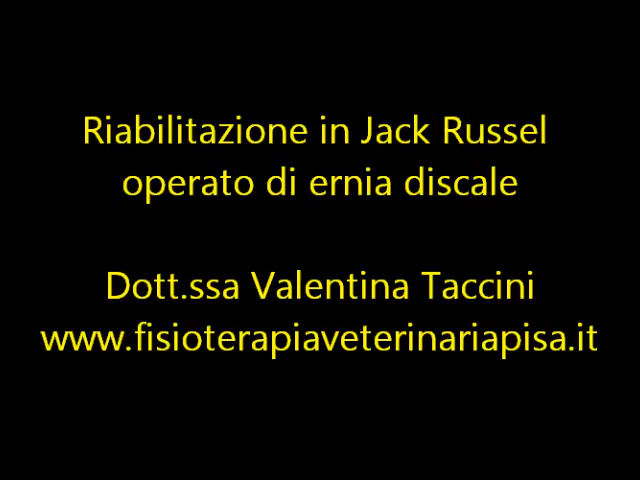 Riabilitazione in Jack Russel
operato di ernia discale
Dott.ssa Valentina Taccini
www.fisioterapiaveterinariapisa.it